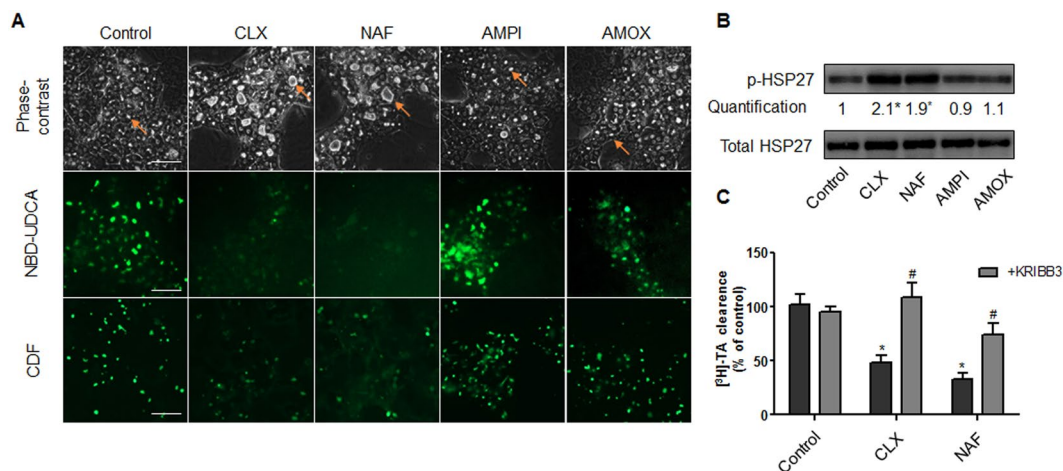 A
Control CLX NAF AMPI AMOX
Phase-
contrast
NBD-UDCA
CDF
B
p-HSP27
Quantification 1 2.1* 1.9* 0.9 1.1
Total HSP27
Control CLX NAF AMPI AMOX
C
[³H]-TA clearence
(% of control)
150
100
50
0
* # * #
+KRIBB3
Control CLX NAF